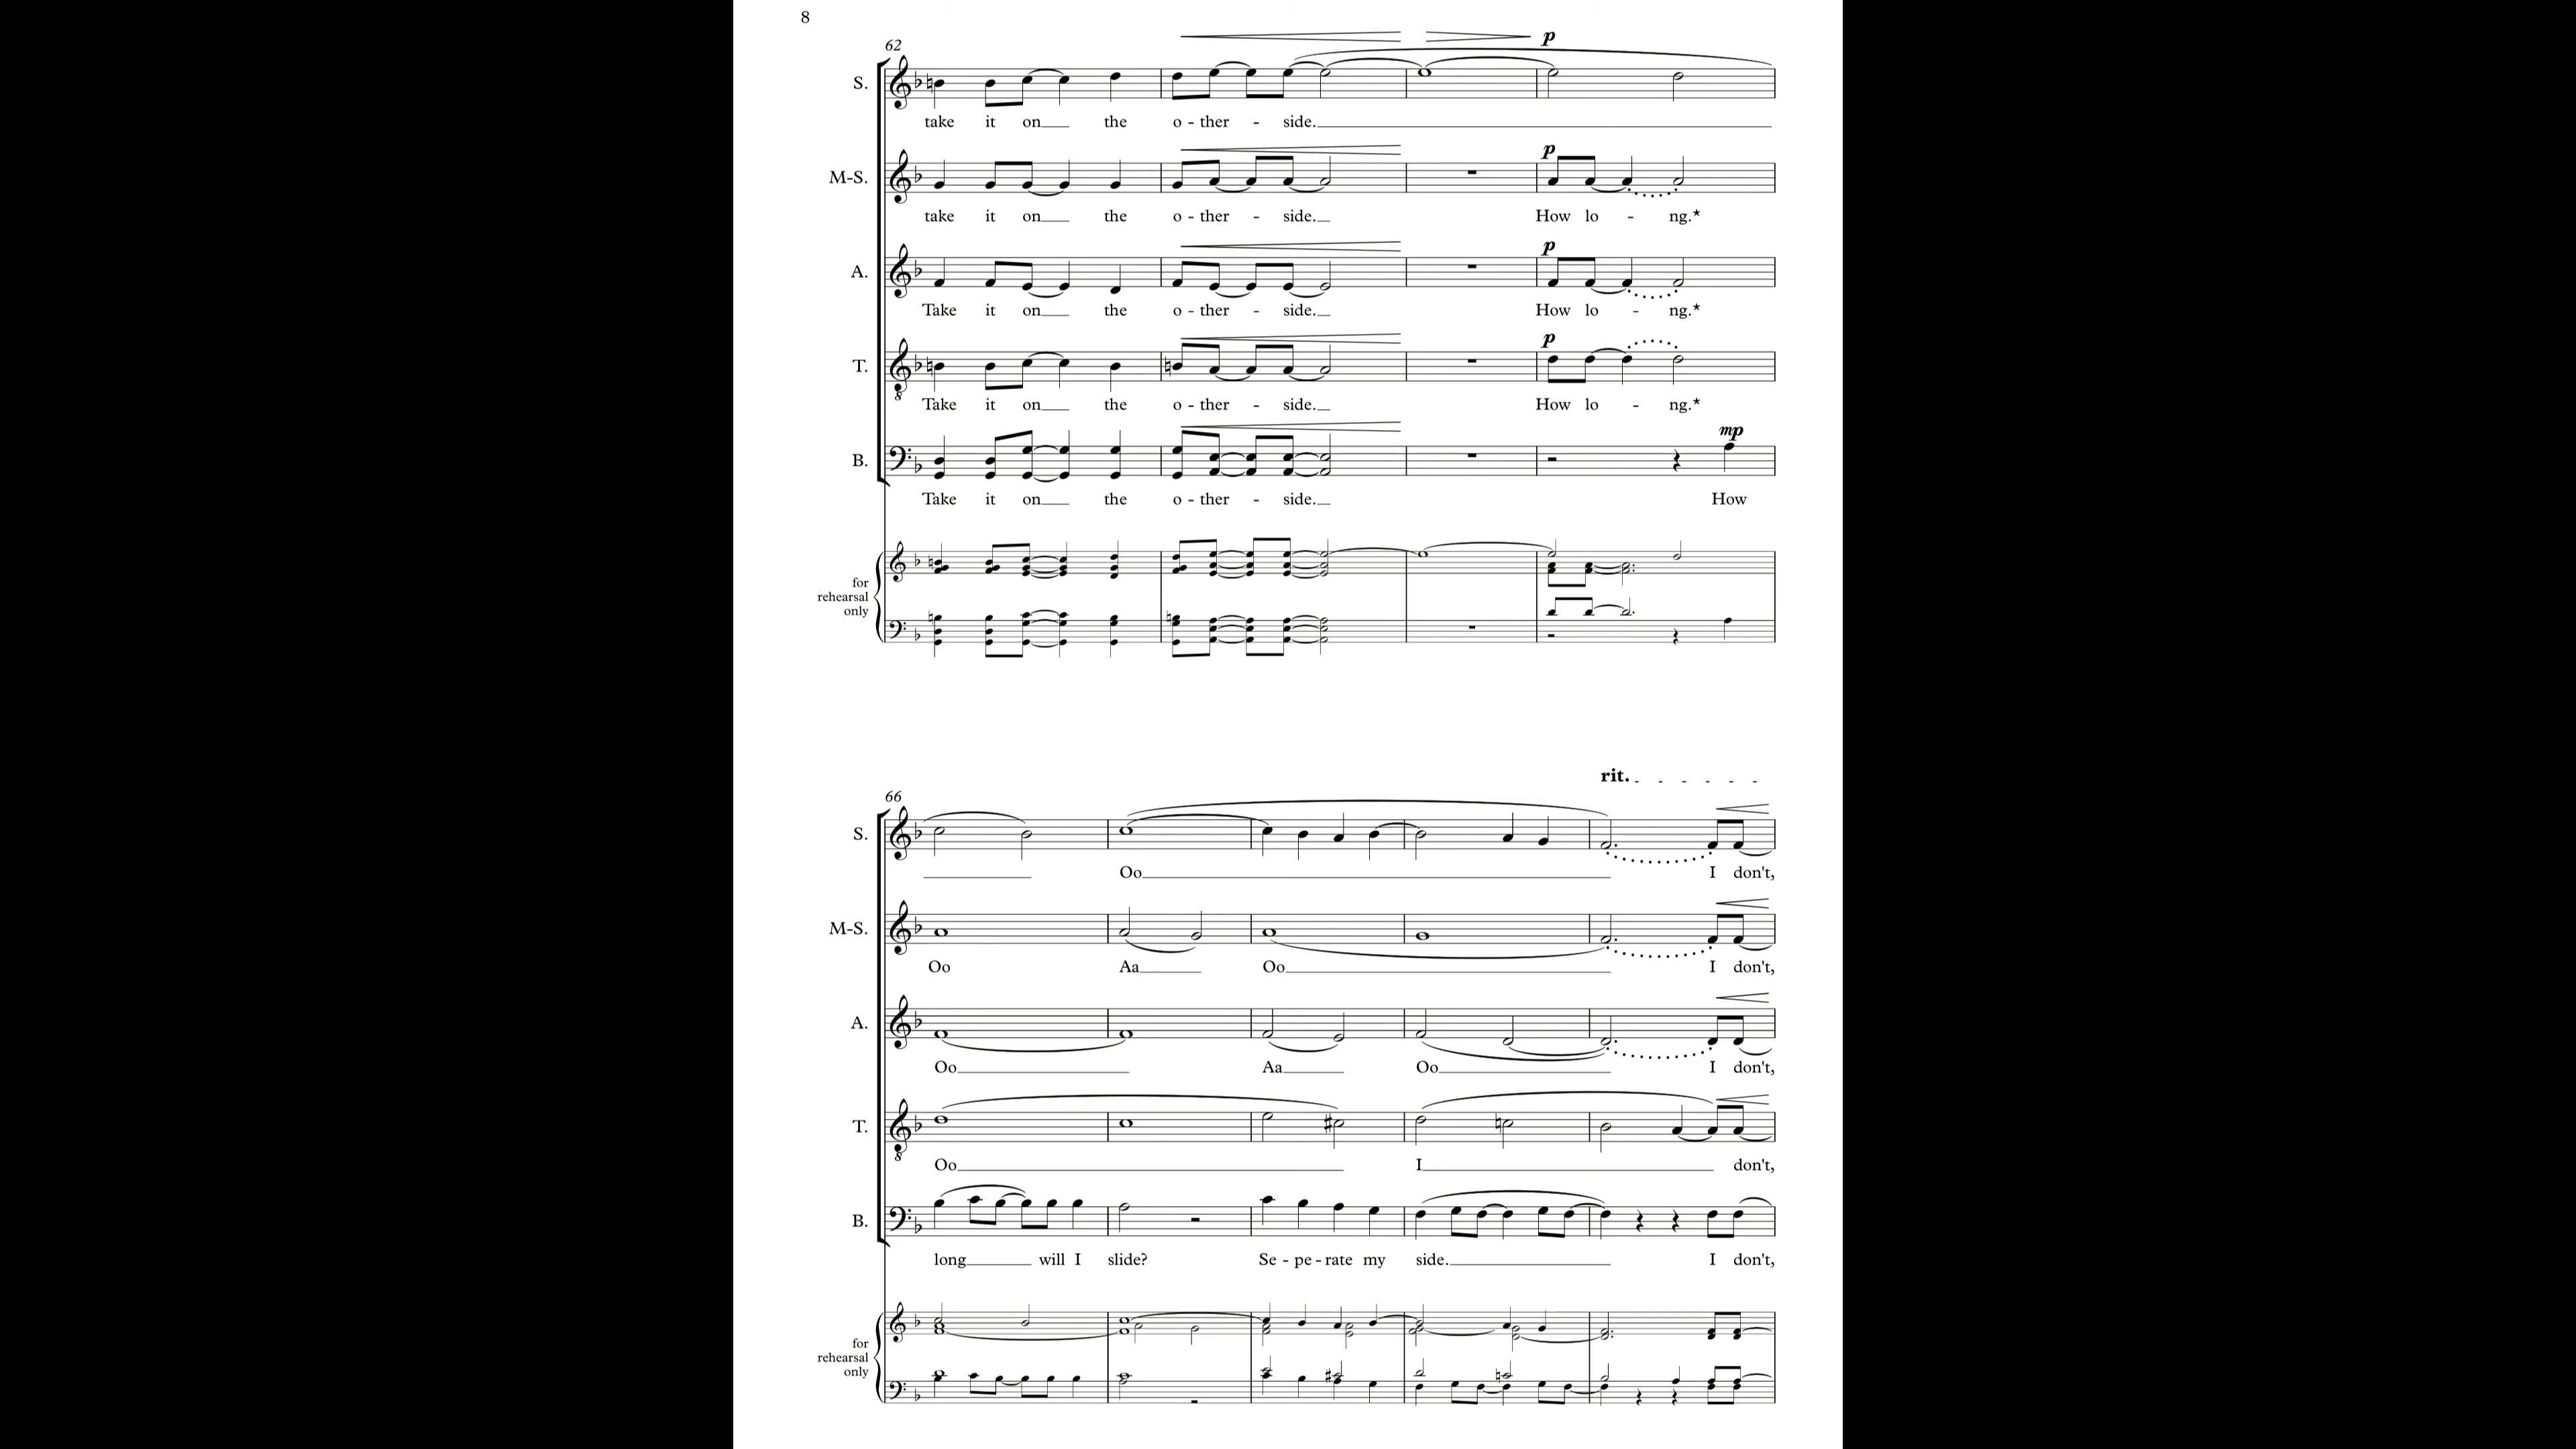 8
62
p
S.
take it on the o - ther - side.
p
M-S.
take it on the o - ther - side. How lo - ng.*
p
A.
Take it on the o - ther - side. How lo - ng.*
p
T.
Take it on the o - ther - side. How lo - ng.*
mp
B.
Take it on the o - ther - side. How
for
rehearsal
only
rit.
66
S.
Oo I don't,
M-S.
Oo Aa Oo I don't,
A.
Oo Aa Oo I don't,
T.
Oo I don't,
B.
long will I slide? Se - pe - rate my side. I don't,
for
rehearsal
only